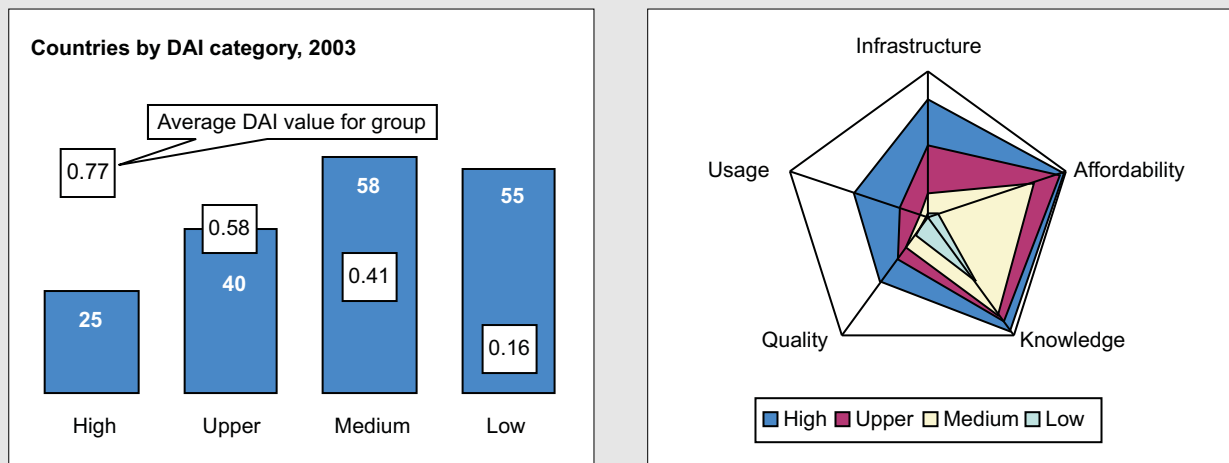 Countries by DAI category, 2003
Average DAI value for group
0.77
0.58
0.41
0.16
25
40
58
55
High Upper Medium Low
Infrastructure
Usage
Affordability
Quality
Knowledge
High Upper Medium Low